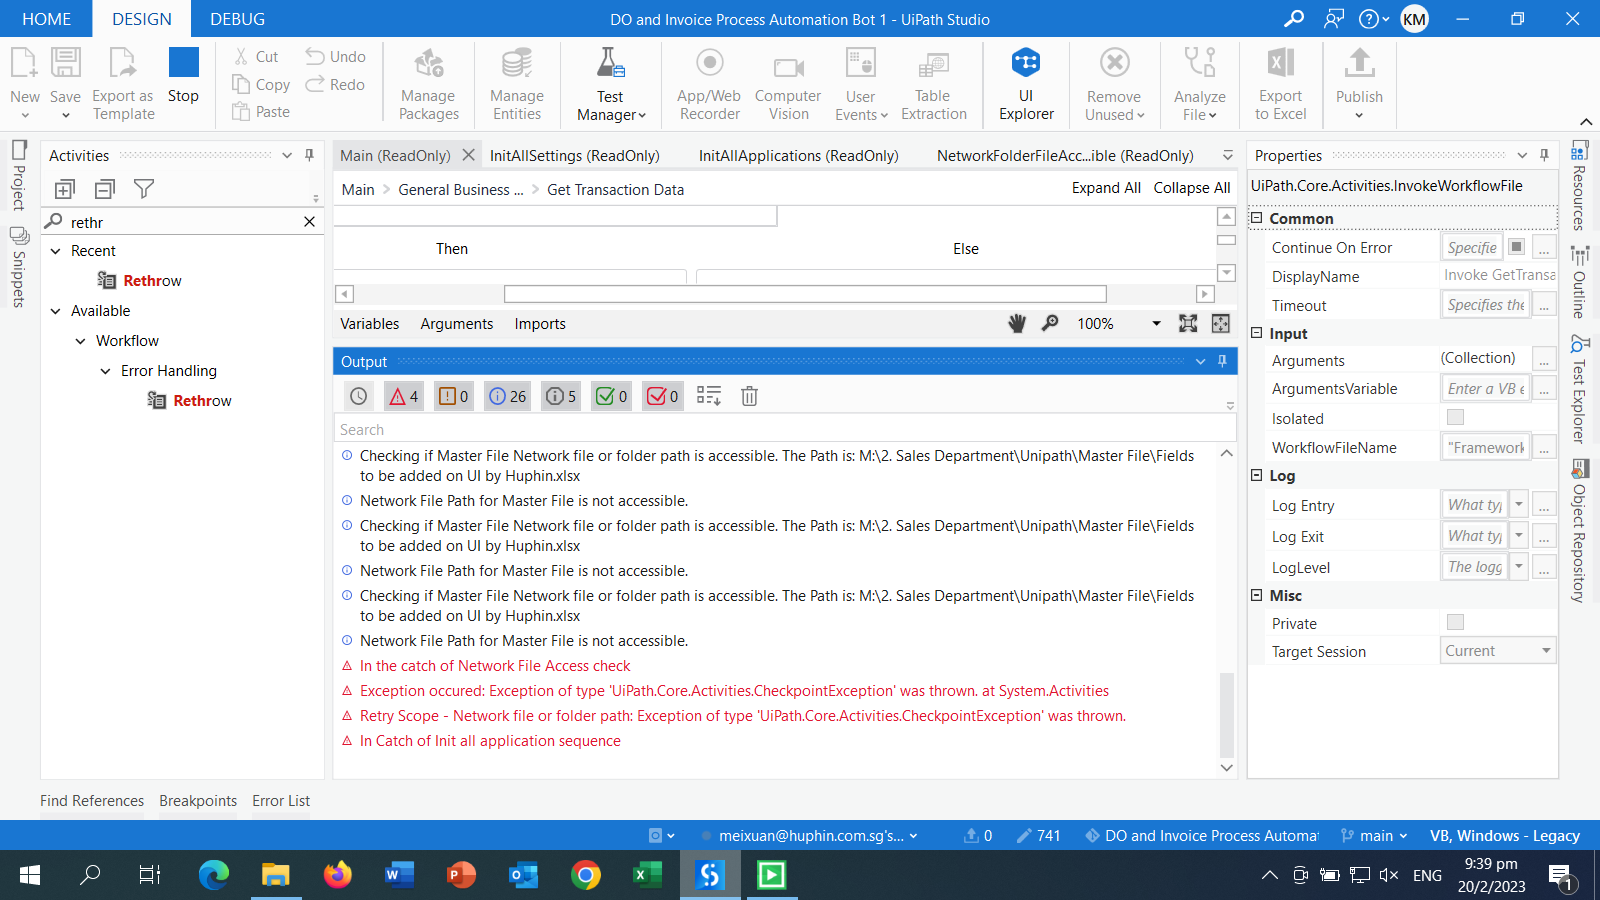 HOME DESIGN DEBUG DO and Invoice Process Automation Bot 1 - UiPath Studio KM
New Save Export as Template Stop Cut Copy Paste Undo Redo Manage Packages Manage Entities Test Manager App/Web Recorder Computer Vision User Events Table Extraction UI Explorer Remove Unused Analyze File Export to Excel Publish
Project
Snippets
Activities
rethr
Recent
Rethrow
Available
Workflow
Error Handling
Rethrow
Main (ReadOnly) InitAllSettings (ReadOnly) InitAllApplications (ReadOnly) NetworkFolderFileAcc...ible (ReadOnly)
Main > General Business ... > Get Transaction Data Expand All Collapse All
Then Else
Variables Arguments Imports 100%
Output
4 0 26 5 0 0
Search
Checking if Master File Network file or folder path is accessible. The Path is: M:\2. Sales Department\Unipath\Master File\Fields
to be added on UI by Huphin.xlsx
Network File Path for Master File is not accessible.
Checking if Master File Network file or folder path is accessible. The Path is: M:\2. Sales Department\Unipath\Master File\Fields
to be added on UI by Huphin.xlsx
Network File Path for Master File is not accessible.
Checking if Master File Network file or folder path is accessible. The Path is: M:\2. Sales Department\Unipath\Master File\Fields
to be added on UI by Huphin.xlsx
Network File Path for Master File is not accessible.
In the catch of Network File Access check
Exception occured: Exception of type 'UiPath.Core.Activities.CheckpointException' was thrown. at System.Activities
Retry Scope - Network file or folder path: Exception of type 'UiPath.Core.Activities.CheckpointException' was thrown.
In Catch of Init all application sequence
Properties
UiPath.Core.Activities.InvokeWorkflowFile
Common
Continue On Error Specifie ...
DisplayName Invoke GetTransa
Timeout Specifies the ...
Input
Arguments (Collection) ...
ArgumentsVariable Enter a VB e ...
Isolated
WorkflowFileName "Framework ...
Log
Log Entry What typ ...
Log Exit What typ ...
LogLevel The logg ...
Misc
Private
Target Session Current
Resources
Outline
Test Explorer
Object Repository
Find References Breakpoints Error List
meixuan@huphin.com.sg's... 0 741 DO and Invoice Process Automat main VB, Windows - Legacy
ENG 9:39 pm
20/2/2023 1